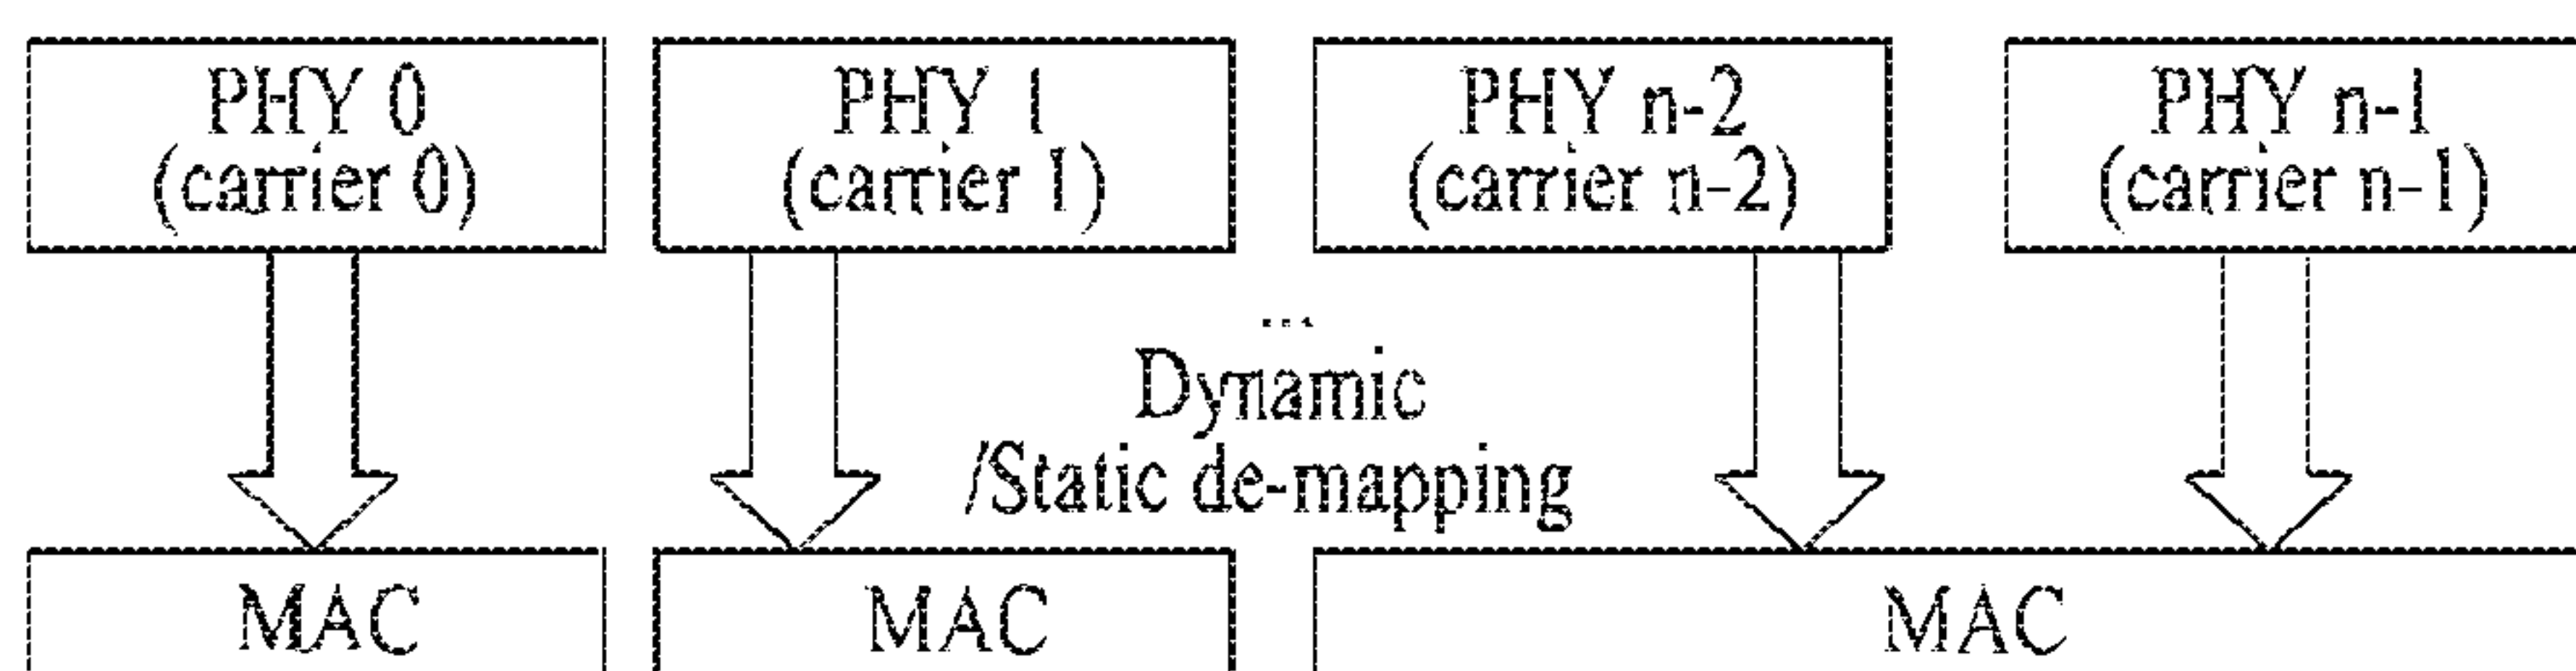 PHY 0
(carrier 0)
PHY 1
(carrier 1)
PHY n-2
(carrier n-2)
PHY n-1
(carrier n-1)
...
Dynamic
/Static de-mapping
MAC
MAC
MAC